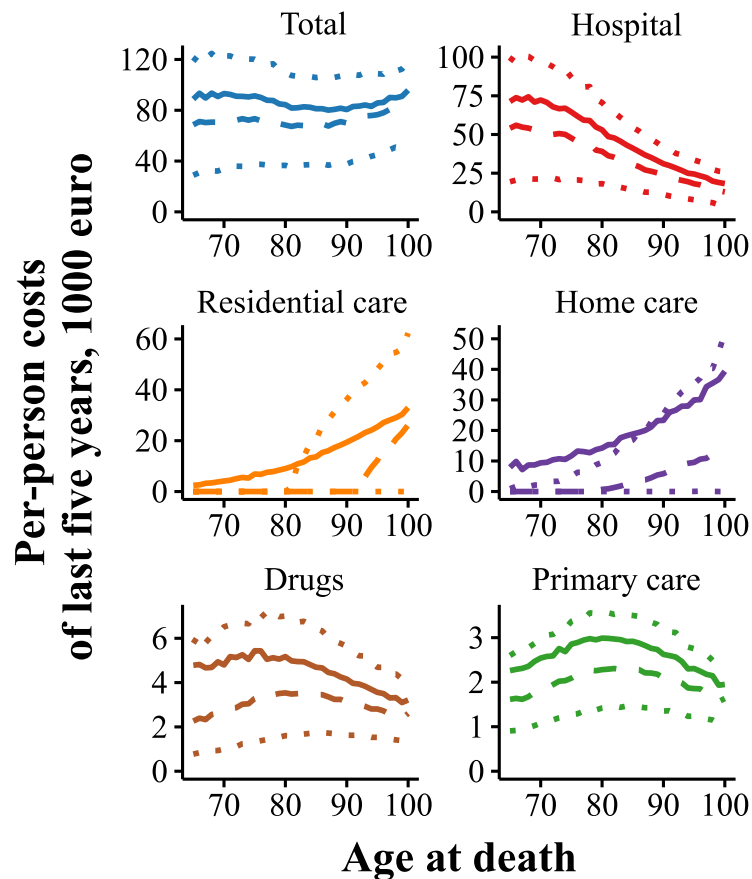 Total
120
80
40
0
70 80 90 100
Hospital
100
75
50
25
0
70 80 90 100
Residential care
60
40
20
0
70 80 90 100
Home care
50
40
30
20
10
0
70 80 90 100
Drugs
6
4
2
0
70 80 90 100
Primary care
3
2
1
0
70 80 90 100
Per-person costs
of last five years, 1000 euro
Age at death